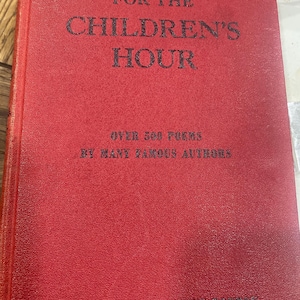 FOR THE
CHILDREN'S
HOUR
OVER 500 POEMS
BY MANY FAMOUS AUTHORS